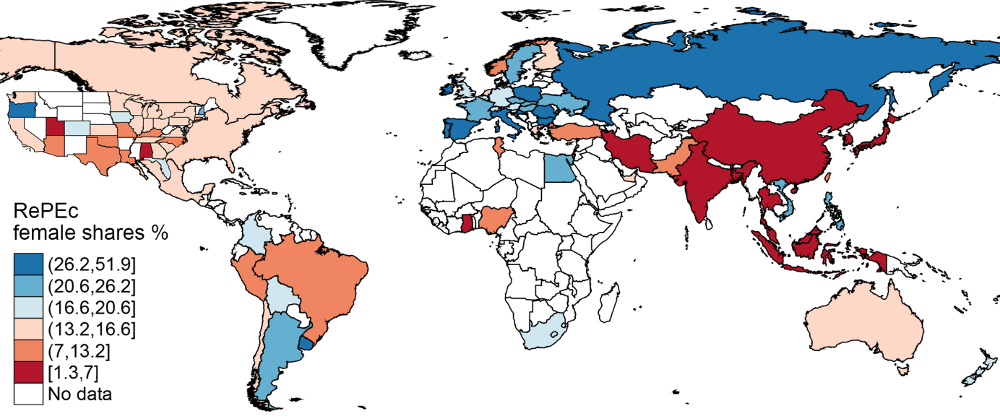 RePEc
female shares %
(26.2,51.9]
(20.6,26.2]
(16.6,20.6]
(13.2,16.6]
(7,13.2]
[1.3,7]
No data